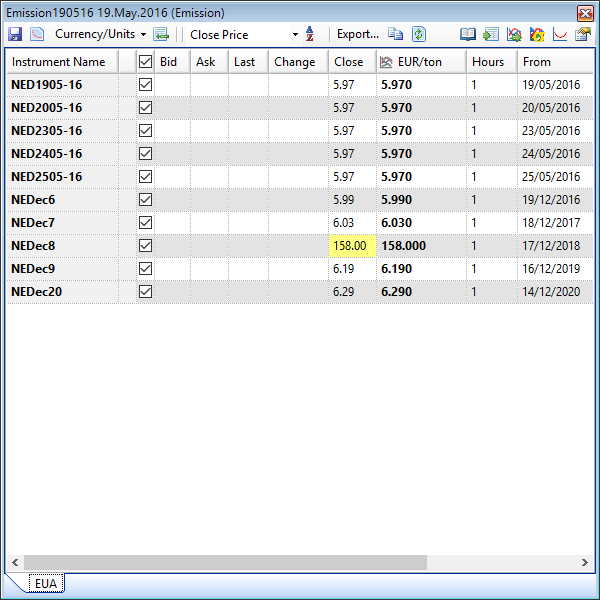 Emission190516 19.May.2016 (Emission)
Currency/Units Close Price Export...
Instrument Name Bid Ask Last Change Close EUR/ton Hours From
NED1905-16 5.97 5.970 1 19/05/2016
NED2005-16 5.97 5.970 1 20/05/2016
NED2305-16 5.97 5.970 1 23/05/2016
NED2405-16 5.97 5.970 1 24/05/2016
NED2505-16 5.97 5.970 1 25/05/2016
NEDec6 5.99 5.990 1 19/12/2016
NEDec7 6.03 6.030 1 18/12/2017
NEDec8 158.00 158.000 1 17/12/2018
NEDec9 6.19 6.190 1 16/12/2019
NEDec20 6.29 6.290 1 14/12/2020
EUA